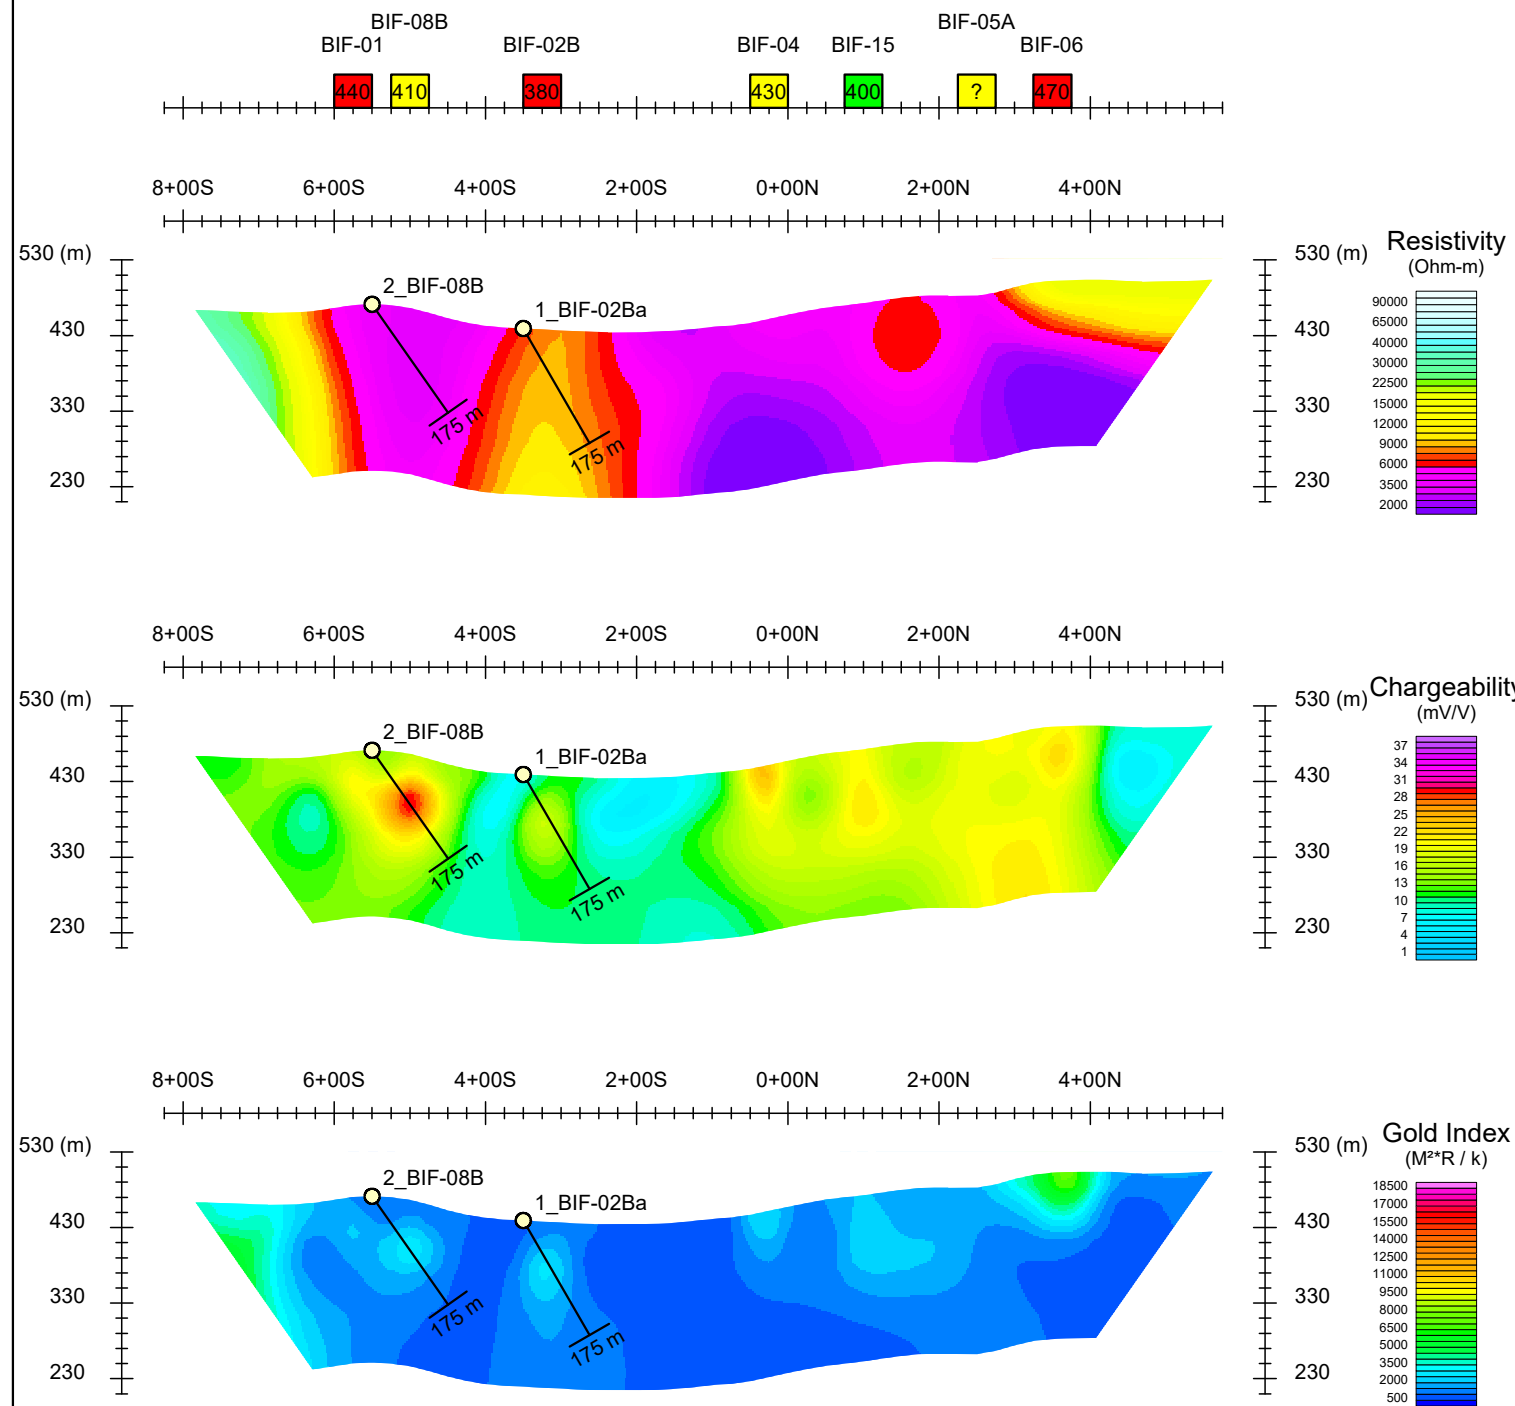 BIF-08B BIF-05A
BIF-01 BIF-02B BIF-04 BIF-15 BIF-06
440 410 380 430 400 ? 470
8+00S 6+00S 4+00S 2+00S 0+00N 2+00N 4+00N
530 (m) 530 (m)
430 430
330 330
230 230
2_BIF-08B
1_BIF-02Ba
175 m
175 m
Resistivity
(Ohm-m)
90000
65000
40000
30000
22500
15000
12000
9000
6000
3500
2000
8+00S 6+00S 4+00S 2+00S 0+00N 2+00N 4+00N
530 (m) 530 (m)
430 430
330 330
230 230
2_BIF-08B
1_BIF-02Ba
175 m
175 m
Chargeability
(mV/V)
37
34
31
28
25
22
19
16
13
10
7
4
1
8+00S 6+00S 4+00S 2+00S 0+00N 2+00N 4+00N
530 (m) 530 (m)
430 430
330 330
230 230
2_BIF-08B
1_BIF-02Ba
175 m
175 m
Gold Index
(M²*R / k)
18500
17000
15500
14000
12500
11000
9500
8000
6500
5000
3500
2000
500